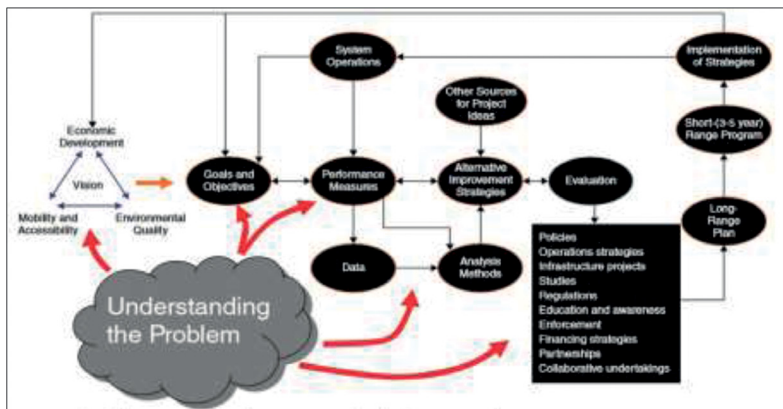 System
Operations
Implementation
of Strategies
Other Sources
for Project
Ideas
Short-(3-5 year)
Range Program
Economic
Development
Vision
Mobility and
Accessibility
Environmental
Quality
Goals and
Objectives
Performance
Measures
Alternative
Improvement
Strategies
Evaluation
Long-
Range
Plan
Data
Analysis
Methods
Policies
Operations strategies
Infrastructure projects
Studies
Regulations
Education and awareness
Enforcement
Financing strategies
Partnerships
Collaborative undertakings
Understanding
the Problem